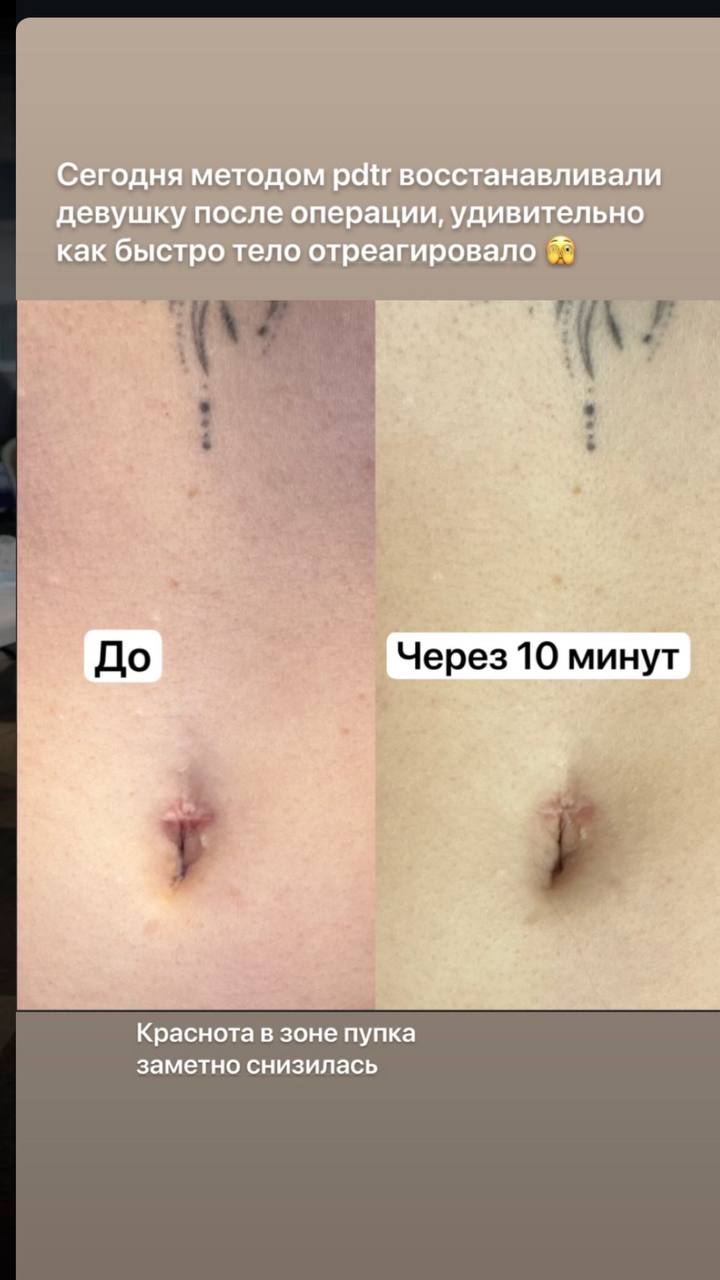 Сегодня методом pdtr восстанавливали
девушку после операции, удивительно
как быстро тело отреагировало 🫣
До
Через 10 минут
Краснота в зоне пупка
заметно снизилась